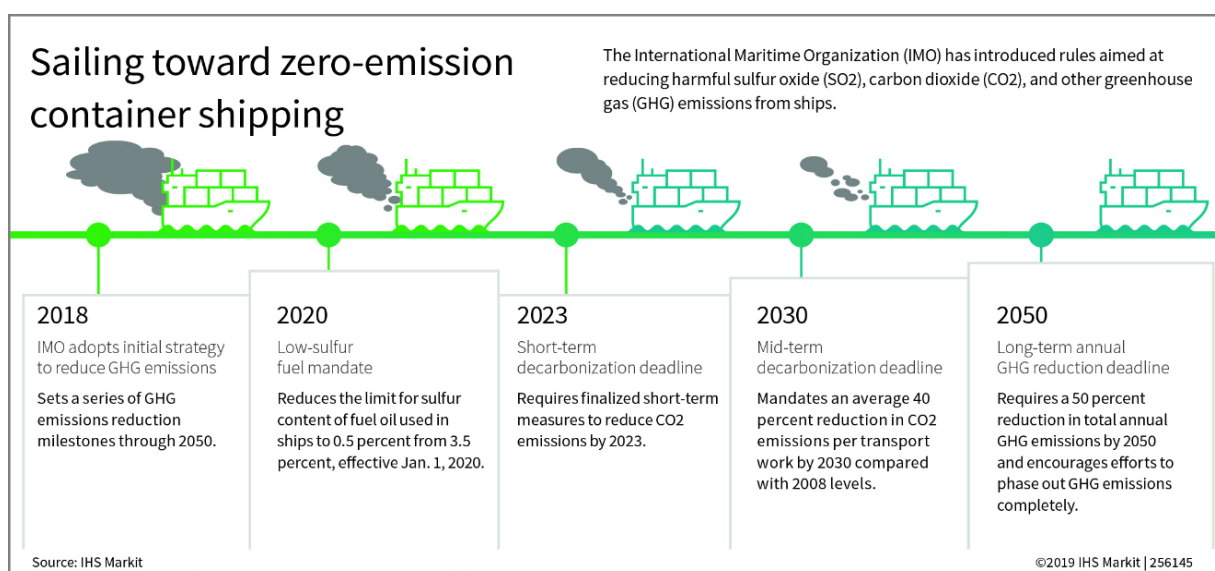 Sailing toward zero-emission
container shipping
The International Maritime Organization (IMO) has introduced rules aimed at
reducing harmful sulfur oxide (SO2), carbon dioxide (CO2), and other greenhouse
gas (GHG) emissions from ships.
2018
IMO adopts initial strategy
to reduce GHG emissions
Sets a series of GHG
emissions reduction
milestones through 2050.
2020
Low-sulfur
fuel mandate
Reduces the limit for sulfur
content of fuel oil used in
ships to 0.5 percent from 3.5
percent, effective Jan. 1, 2020.
2023
Short-term
decarbonization deadline
Requires finalized short-term
measures to reduce CO2
emissions by 2023.
2030
Mid-term
decarbonization deadline
Mandates an average 40
percent reduction in CO2
emissions per transport
work by 2030 compared
with 2008 levels.
2050
Long-term annual
GHG reduction deadline
Requires a 50 percent
reduction in total annual
GHG emissions by 2050
and encourages efforts to
phase out GHG emissions
completely.
Source: IHS Markit
©2019 IHS Markit | 256145